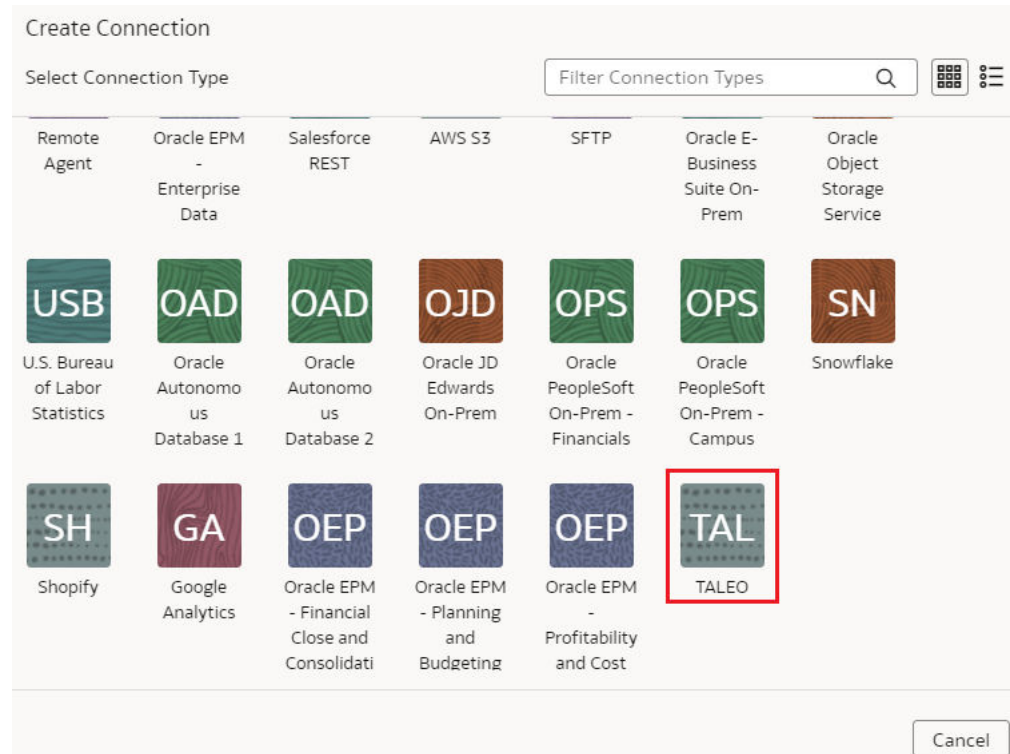 Create Connection
Select Connection Type
Filter Connection Types
Remote
Agent
Oracle EPM
-
Enterprise
Data
Salesforce
REST
AWS S3
SFTP
Oracle E-
Business
Suite On-
Prem
Oracle
Object
Storage
Service
USB
U.S. Bureau
of Labor
Statistics
OAD
Oracle
Autonomo
us
Database 1
OAD
Oracle
Autonomo
us
Database 2
OJD
Oracle JD
Edwards
On-Prem
OPS
Oracle
PeopleSoft
On-Prem -
Financials
OPS
Oracle
PeopleSoft
On-Prem -
Campus
SN
Snowflake
SH
Shopify
GA
Google
Analytics
OEP
Oracle EPM
- Financial
Close and
Consolidati
OEP
Oracle EPM
- Planning
and
Budgeting
OEP
Oracle EPM
-
Profitability
and Cost
TAL
TALEO
Cancel